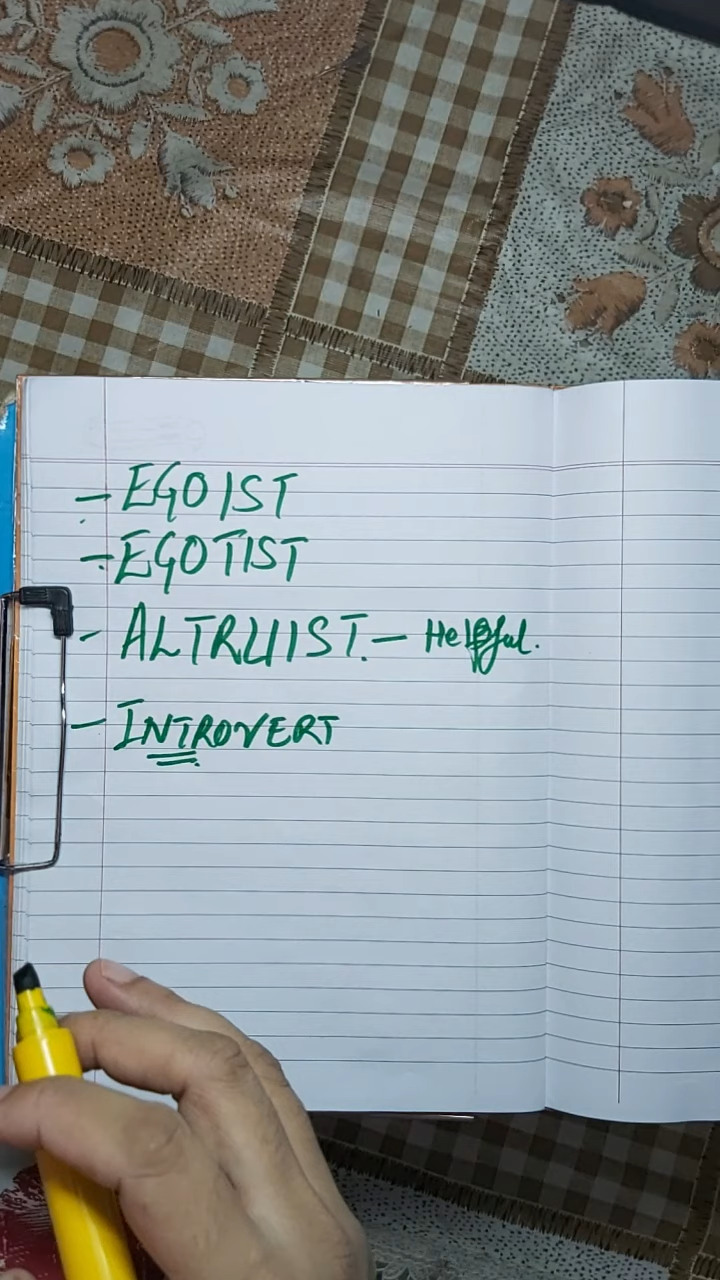 - EGOIST
- EGOTIST
- ALTRUIST. - Helpful.
- INTROVERT